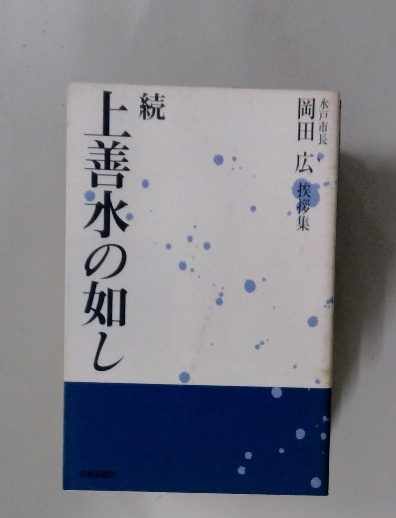 水戸市長
岡田 広 挨拶集
続
上善水の如し